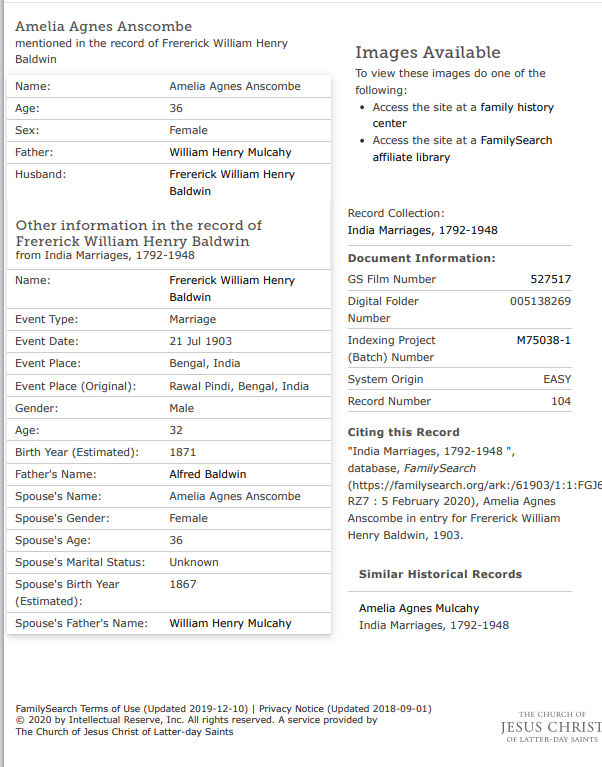 Amelia Agnes Anscombe
mentioned in the record of Frererick William Henry
Baldwin
Name: Amelia Agnes Anscombe
Age: 36
Sex: Female
Father: William Henry Mulcahy
Husband: Frererick William Henry
Baldwin
Other information in the record of
Frererick William Henry Baldwin
from India Marriages, 1792-1948
Name: Frererick William Henry
Baldwin
Event Type: Marriage
Event Date: 21 Jul 1903
Event Place: Bengal, India
Event Place (Original): Rawal Pindi, Bengal, India
Gender: Male
Age: 32
Birth Year (Estimated): 1871
Father's Name: Alfred Baldwin
Spouse's Name: Amelia Agnes Anscombe
Spouse's Gender: Female
Spouse's Age: 36
Spouse's Marital Status: Unknown
Spouse's Birth Year 1867
(Estimated):
Spouse's Father's Name: William Henry Mulcahy
Images Available
To view these images do one of the
following:
• Access the site at a family history
center
• Access the site at a FamilySearch
affiliate library
Record Collection:
India Marriages, 1792-1948
Document Information:
GS Film Number 527517
Digital Folder 005138269
Number
Indexing Project M75038-1
(Batch) Number
System Origin EASY
Record Number 104
Citing this Record
"India Marriages, 1792-1948 ",
database, FamilySearch
(https://familysearch.org/ark:/61903/1:1:FGJ6
RZ7 : 5 February 2020), Amelia Agnes
Anscombe in entry for Frererick William
Henry Baldwin, 1903.
Similar Historical Records
Amelia Agnes Mulcahy
India Marriages, 1792-1948
FamilySearch Terms of Use (Updated 2019-12-10) | Privacy Notice (Updated 2018-09-01)
© 2020 by Intellectual Reserve, Inc. All rights reserved. A service provided by
The Church of Jesus Christ of Latter-day Saints
THE CHURCH OF
JESUS CHRIST
OF LATTER-DAY SAINTS